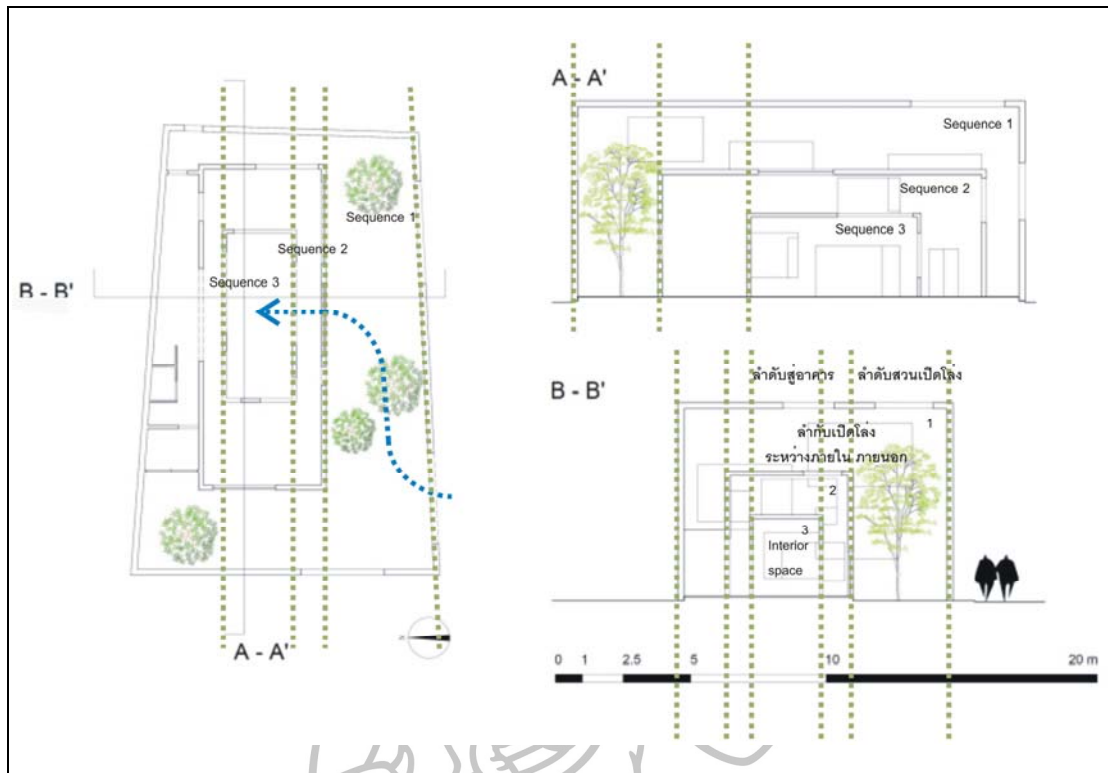 Sequence 1
Sequence 2
Sequence 3
B - B'
A - A'
A - A'
Sequence 1
Sequence 2
Sequence 3
B - B'
ลำดับสู่อาคาร ลำดับสวนเปิดโล่ง
1
ลำกับเปิดโล่ง
ระหว่างภายใน ภายนอก
2
3
Interior
space
0 1 2.5 5 10 20 m